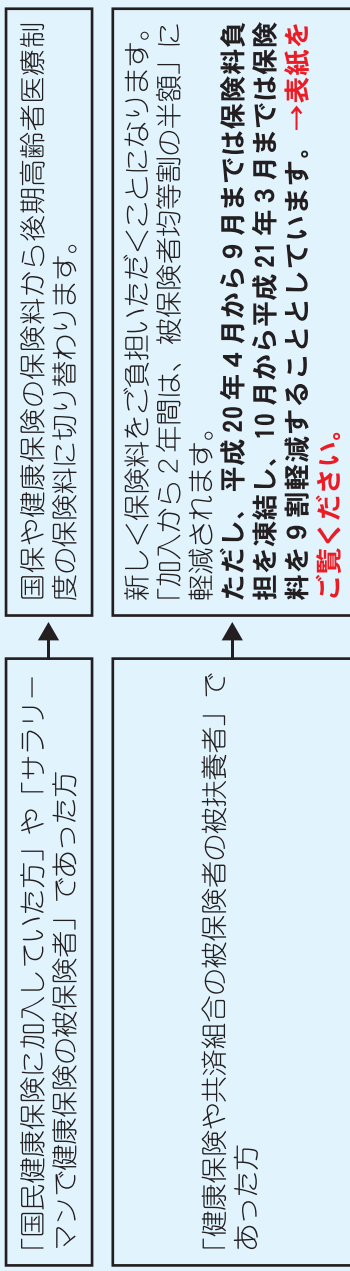 「国民健康保険に加入していた方」や「サラリー
マンで健康保険の被保険者」であった方
国保や健康保険の保険料から後期高齢者医療制
度の保険料に切り替わります。
「健康保険や共済組合の被保険者の被扶養者」で
あった方
新しく保険料をご負担いただくことになります。
「加入から2年間は、被保険者均等割の半額」に
軽減されます。
ただし、平成20年4月から9月までは保険料負
担を凍結し、10月から平成21年3月までは保険
料を9割軽減することとしています。→表紙を
ご覧ください。